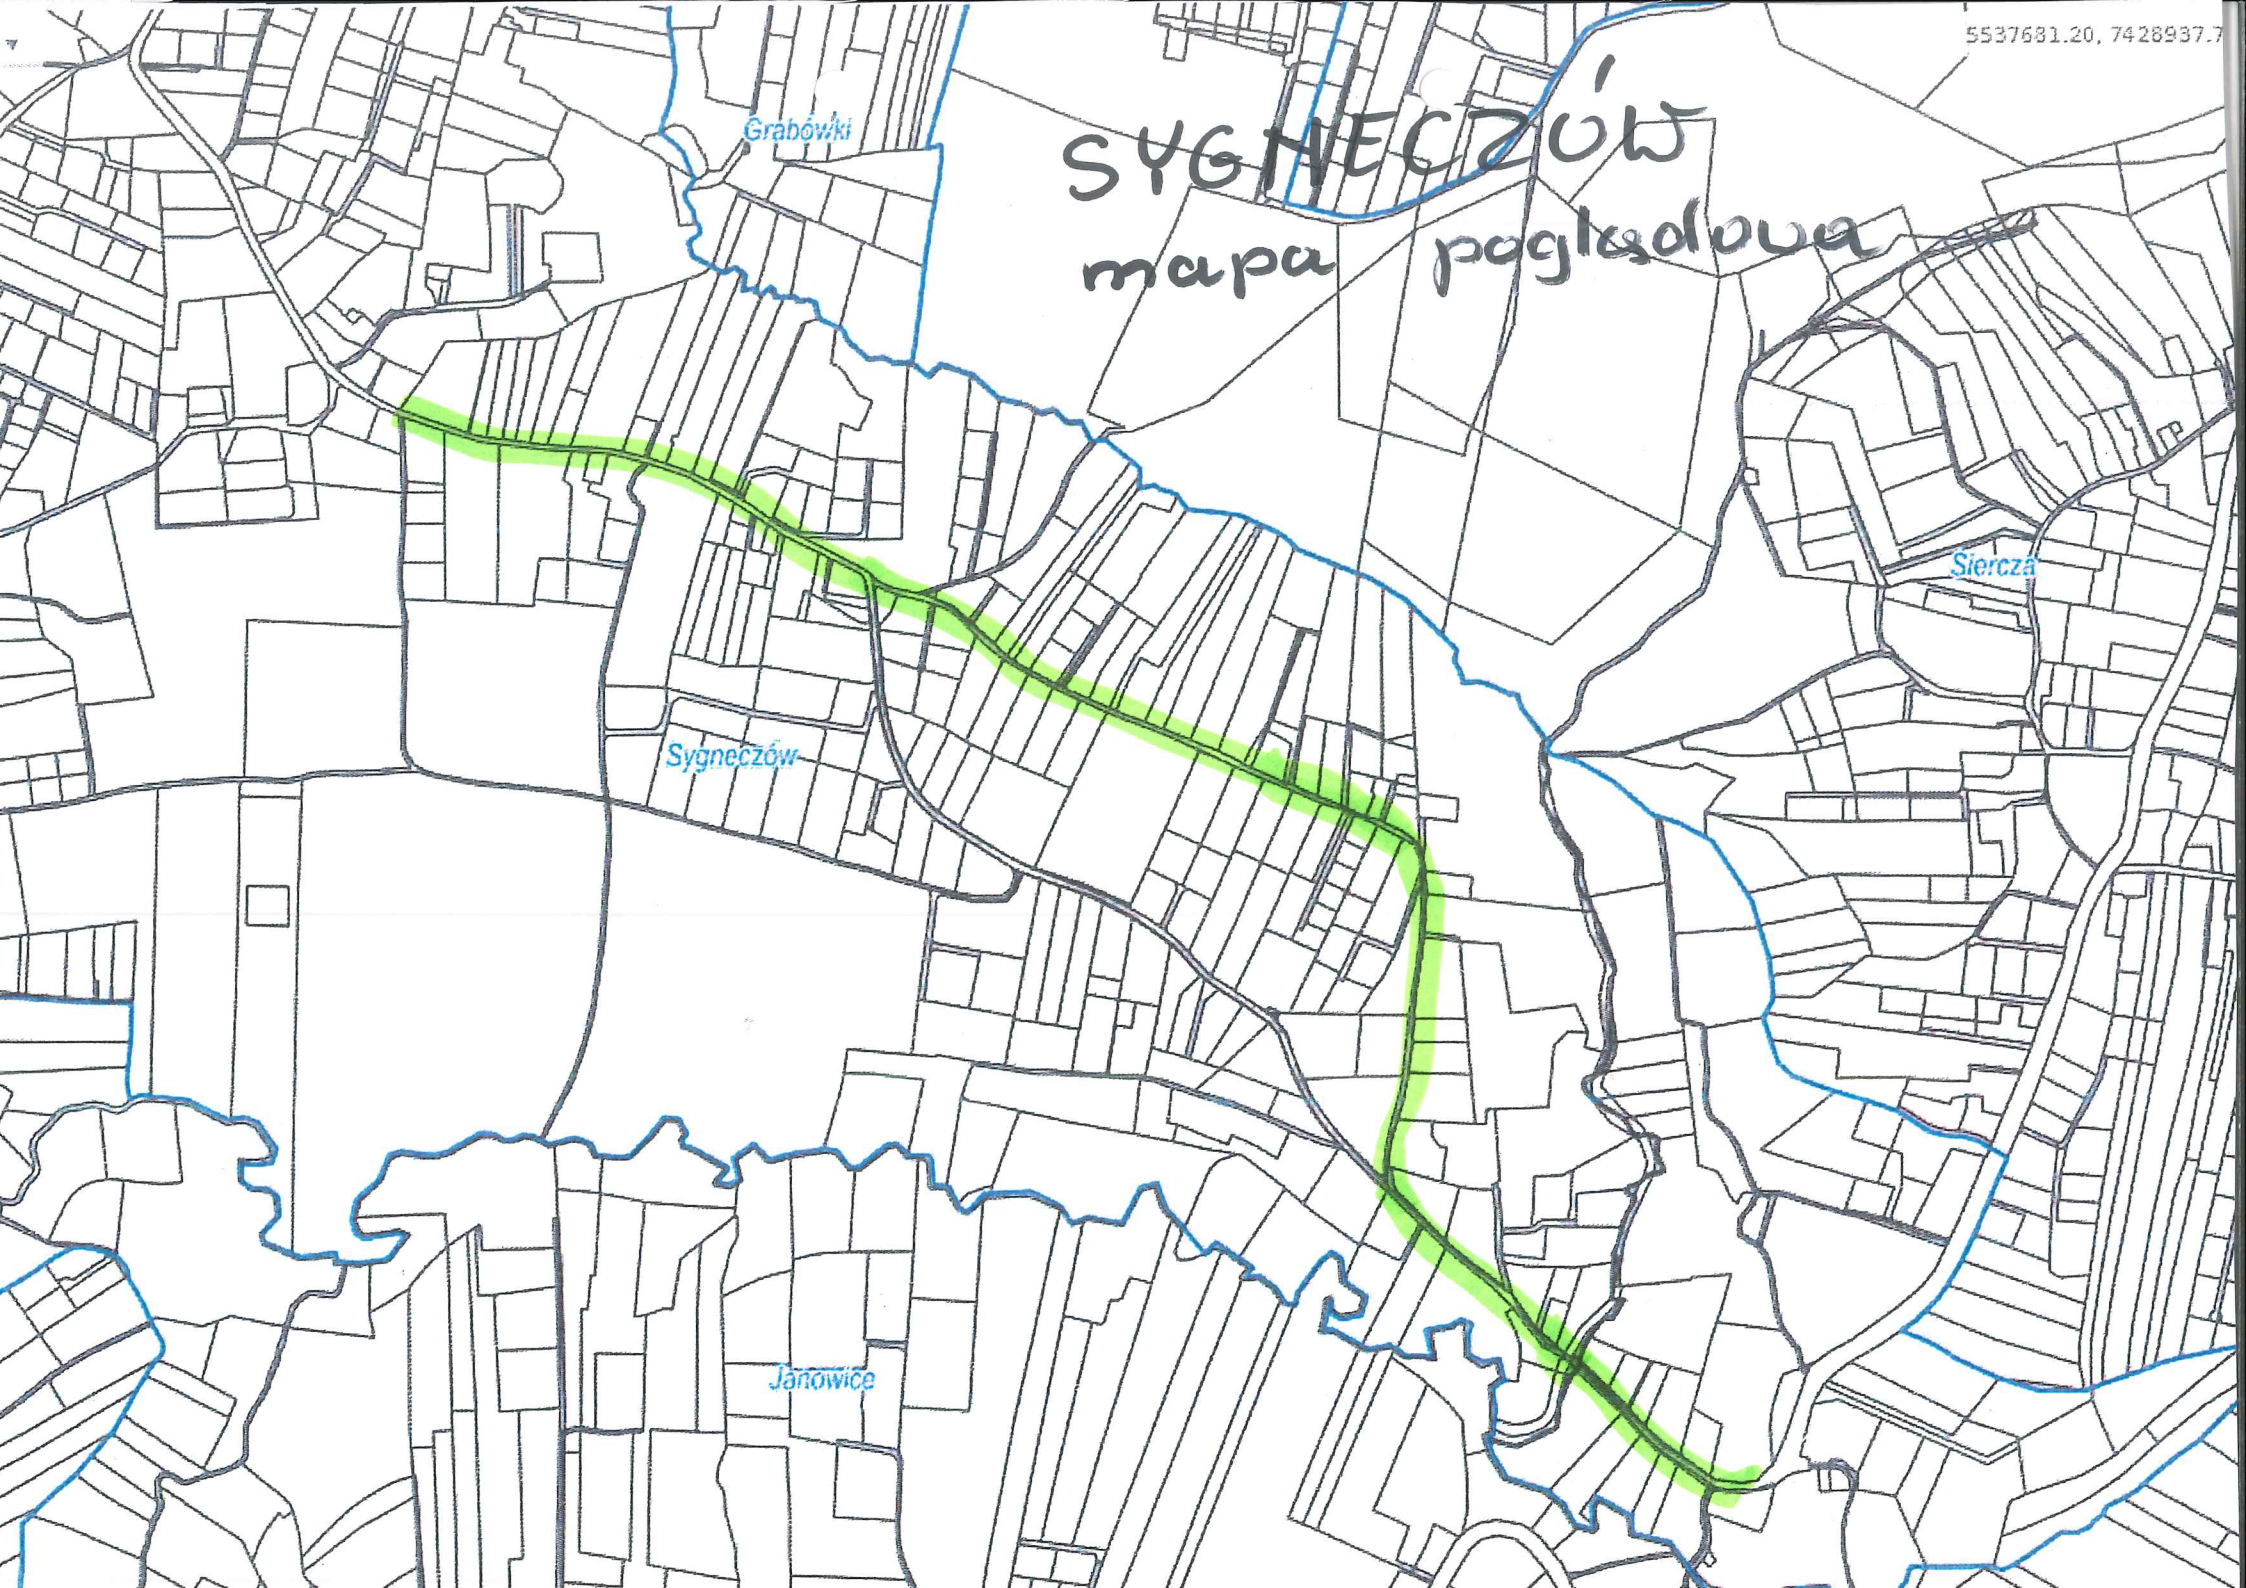 5537681.20, 7428937.7
Grabówki
SYGNECZÓW
mapa poglądowa
Siercza
Sygneczów
Janowice